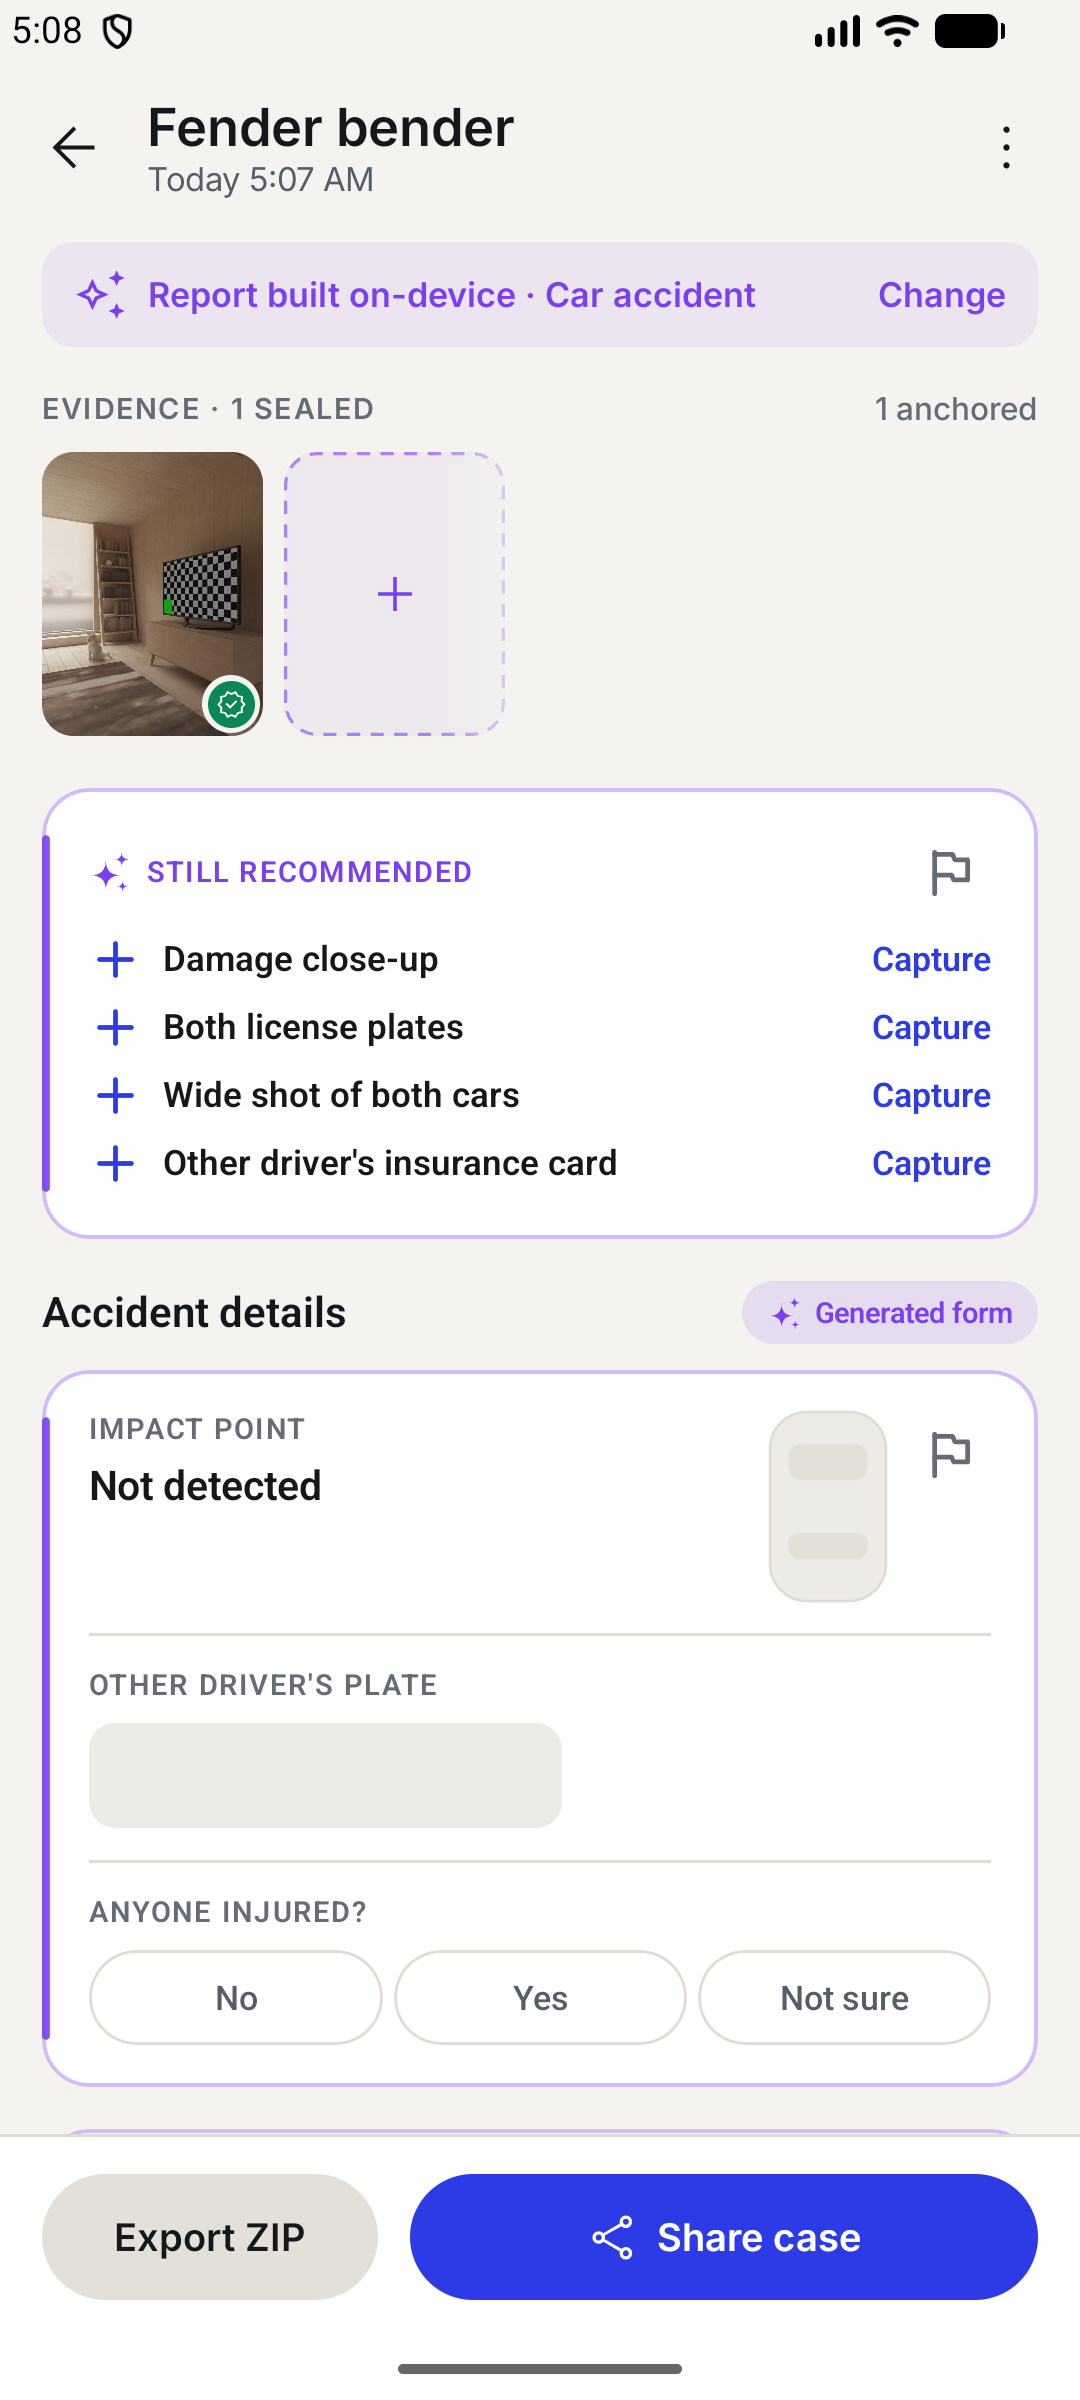 5:08
Fender bender
Today 5:07 AM
Report built on-device · Car accident
Change
EVIDENCE · 1 SEALED
1 anchored
STILL RECOMMENDED
Damage close-up
Capture
Both license plates
Capture
Wide shot of both cars
Capture
Other driver's insurance card
Capture
Accident details
Generated form
IMPACT POINT
Not detected
OTHER DRIVER'S PLATE
ANYONE INJURED?
No
Yes
Not sure
Export ZIP
Share case